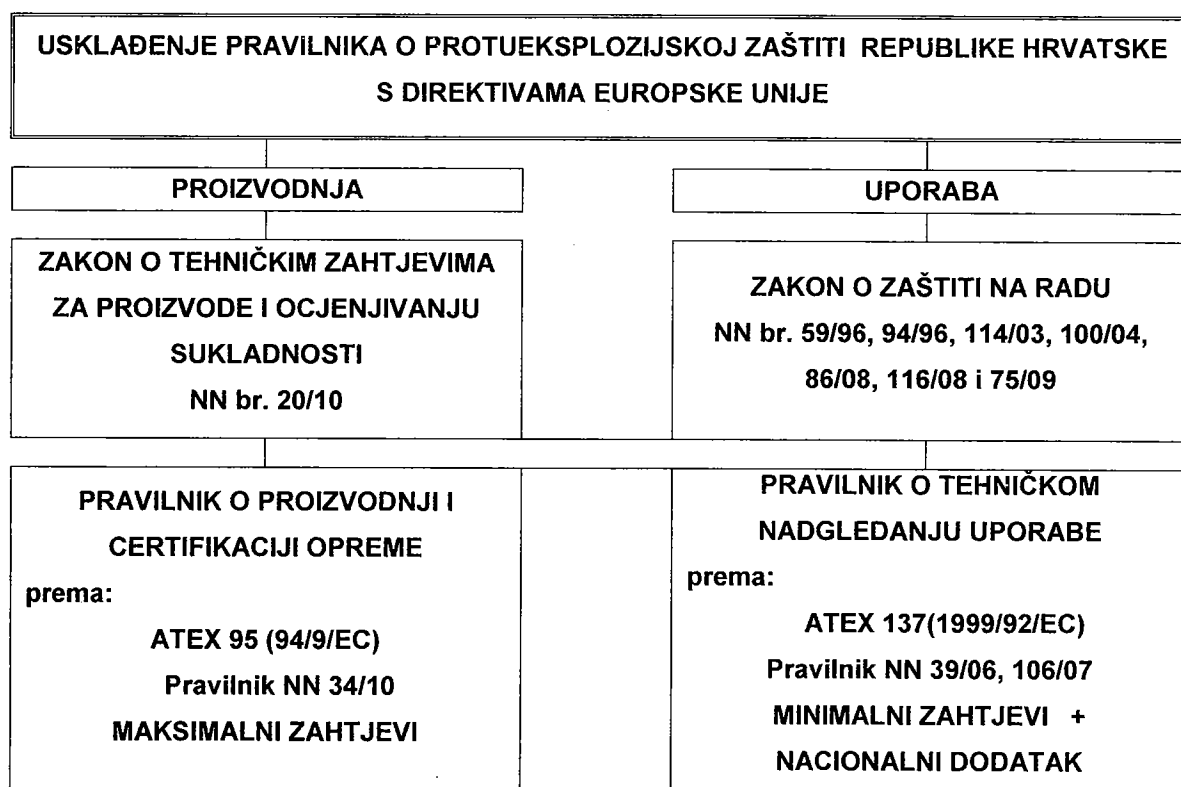 USKLAĐENJE PRAVILNIKA O PROTUEKSPLOZIJSKOJ ZAŠTITI REPUBLIKE HRVATSKE
S DIREKTIVAMA EUROPSKE UNIJE
PROIZVODNJA
ZAKON O TEHNIČKIM ZAHTJEVIMA
ZA PROIZVODE I OCJENJIVANJU
SUKLADNOSTI
NN br. 20/10
PRAVILNIK O PROIZVODNJI I
CERTIFIKACIJI OPREME
prema:
ATEX 95 (94/9/EC)
Pravilnik NN 34/10
MAKSIMALNI ZAHTJEVI
UPORABA
ZAKON O ZAŠTITI NA RADU
NN br. 59/96, 94/96, 114/03, 100/04,
86/08, 116/08 i 75/09
PRAVILNIK O TEHNIČKOM
NADGLEDANJU UPORABE
prema:
ATEX 137(1999/92/EC)
Pravilnik NN 39/06, 106/07
MINIMALNI ZAHTJEVI +
NACIONALNI DODATAK